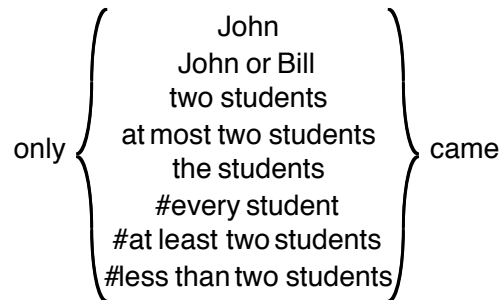 John
John or Bill
two students
at most two students
only the students came
#every student
#at least two students
#less than two students